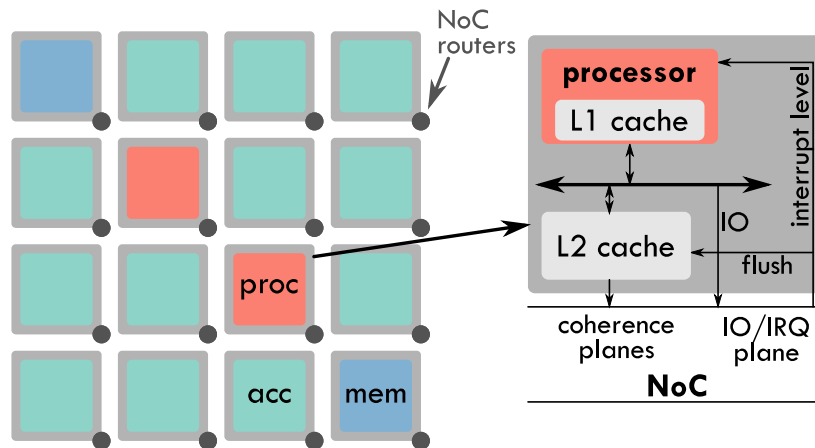 NoC
routers
proc
acc
mem
processor
L1 cache
interrupt level
IO
L2 cache
flush
coherence
planes
IO/IRQ
plane
NoC